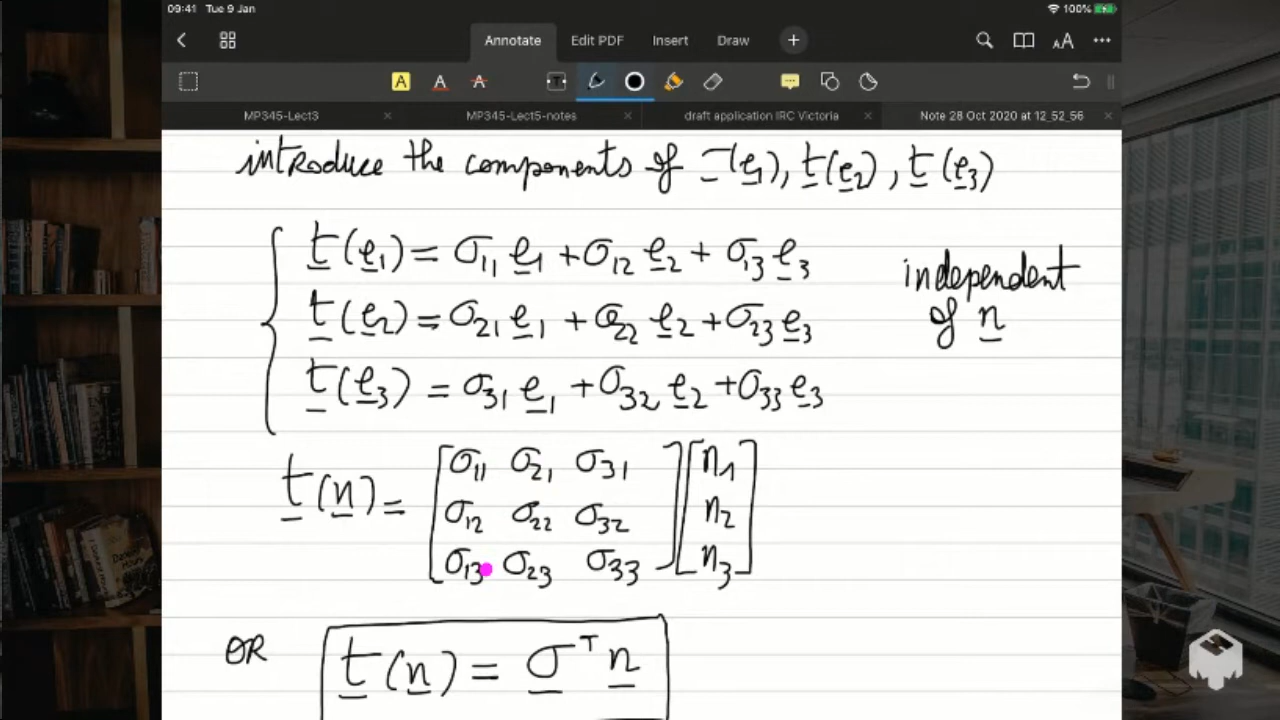 09:41 Tue 9 Jan 100%
Annotate Edit PDF Insert Draw
MP345-Lect3 MP345-Lect5-notes draft application IRC Victoria Note 28 Oct 2020 at 12_52_56
introduce the components of t(e1), t(e2), t(e3)
t(e1) = σ11 e1 + σ12 e2 + σ13 e3
t(e2) = σ21 e1 + σ22 e2 + σ23 e3
t(e3) = σ31 e1 + σ32 e2 + σ33 e3
independent
of n
t(n) = [σ11 σ21 σ31] [n1]
[σ12 σ22 σ32] [n2]
[σ13 σ23 σ33] [n3]
OR t(n) = σᵀ n